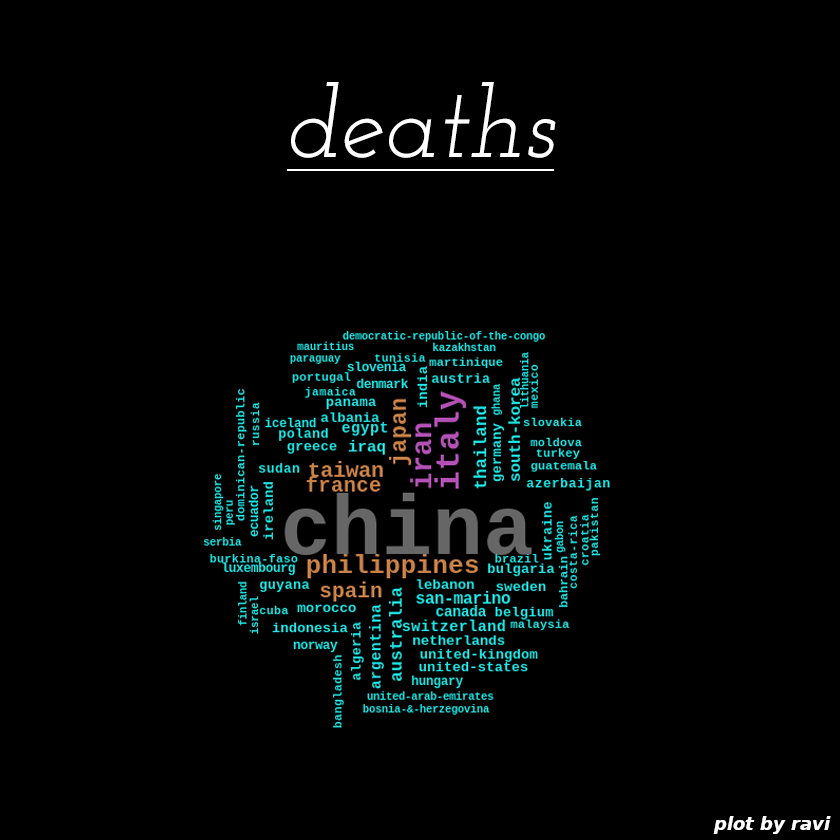 deaths
democratic-republic-of-the-congo
mauritius
kazakhstan
paraguay
tunisia
martinique
slovenia
portugal
denmark
india
austria
lithuania
mexico
jamaica
panama
ghana
dominican-republic
russia
iceland
albania
japan
iran
italy
thailand
germany
south-korea
slovakia
poland
egypt
greece
iraq
moldova
turkey
guatemala
sudan
taiwan
france
azerbaijan
singapore
peru
ecuador
ireland
china
ukraine
gabon
costa-rica
croatia
pakistan
serbia
burkina-faso
luxembourg
philippines
brazil
bulgaria
bahrain
finland
israel
guyana
spain
lebanon
sweden
san-marino
cuba
morocco
canada
belgium
indonesia
algeria
argentina
australia
switzerland
malaysia
norway
netherlands
bangladesh
united-kingdom
united-states
hungary
united-arab-emirates
bosnia-&-herzegovina
plot by ravi